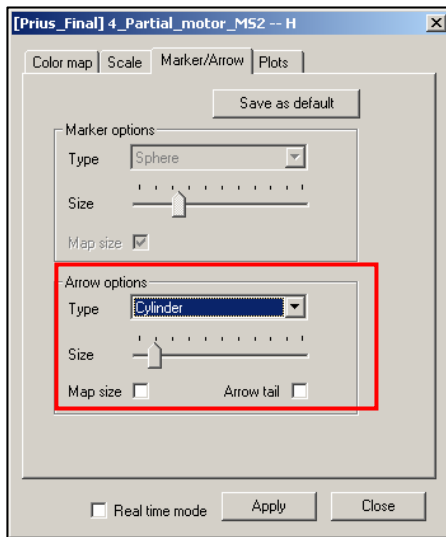 [Prius_Final] 4_Partial_motor_MS2 -- H
Color map Scale Marker/Arrow Plots
Save as default
Marker options
Type Sphere
Size
Map size
Arrow options
Type Cylinder
Size
Map size Arrow tail
Real time mode Apply Close